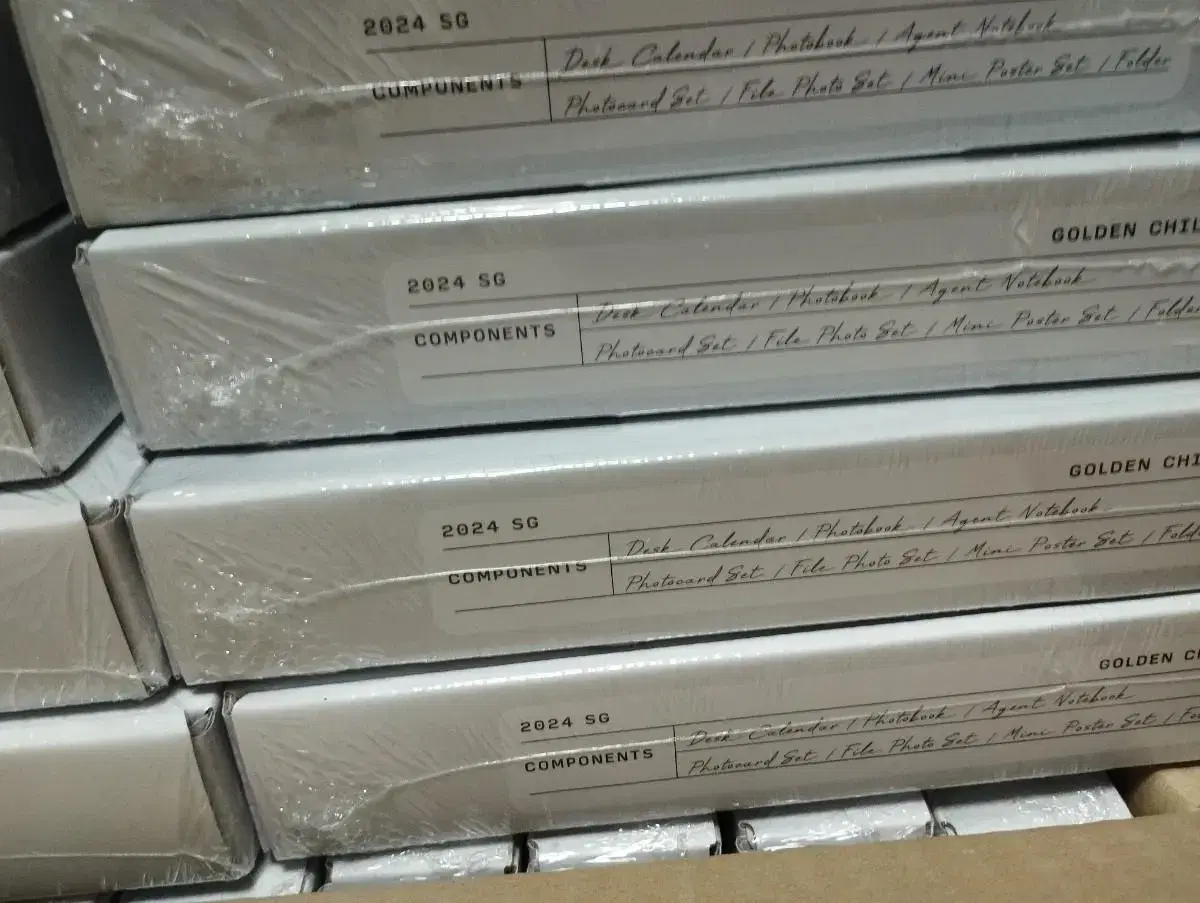 2024 SG
COMPONENTS
Desk Calendar / Photobook / Agent Notebook
Photocard Set / File Photo Set / Mini Poster Set / Folder
GOLDEN CHIL
2024 SG
COMPONENTS
Desk Calendar / Photobook / Agent Notebook
Photocard Set / File Photo Set / Mini Poster Set / Folder
GOLDEN CHI
2024 SG
COMPONENTS
Desk Calendar / Photobook / Agent Notebook
Photocard Set / File Photo Set / Mini Poster Set / Fold
GOLDEN C
2024 SG
COMPONENTS
Desk Calendar / Photobook / Agent Notebook
Photocard Set / File Photo Set / Mini Poster Set / Fo